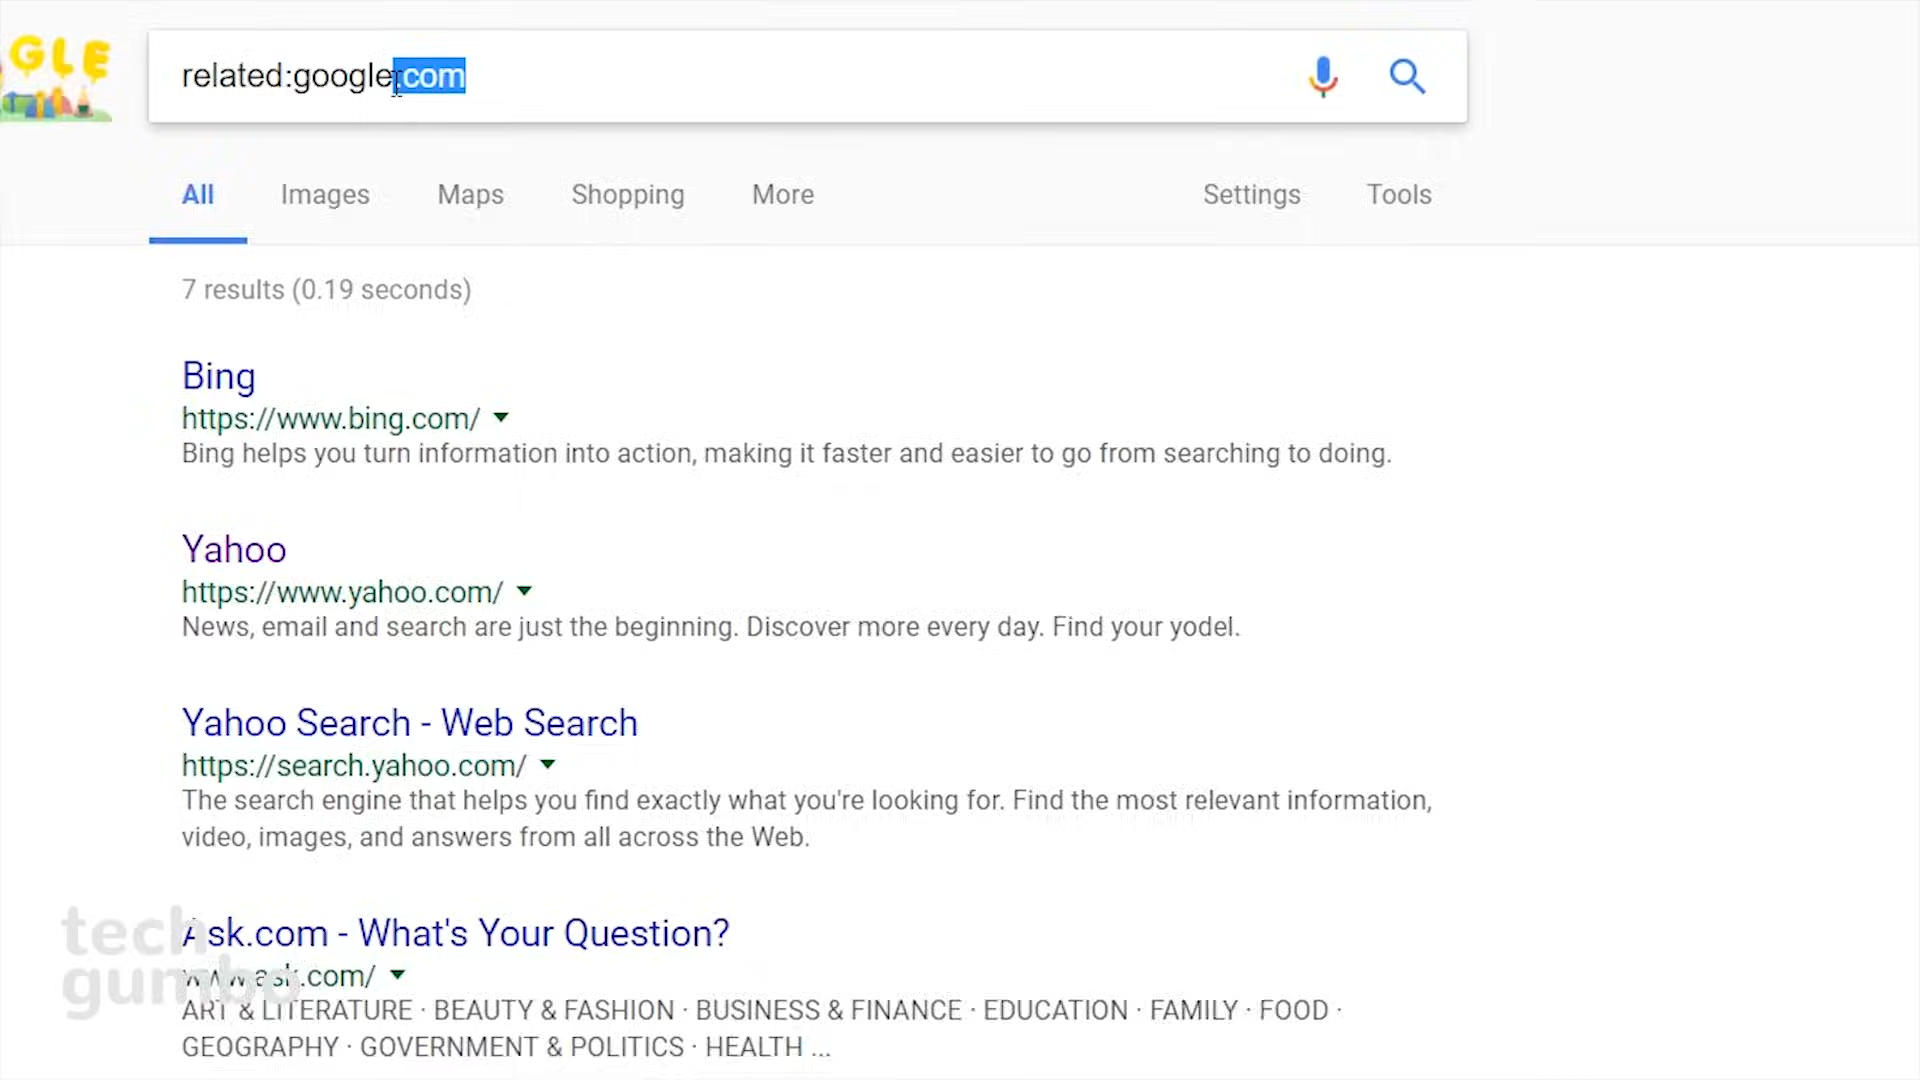 GLE
related:google.com
All Images Maps Shopping More Settings Tools
7 results (0.19 seconds)
Bing
https://www.bing.com/
Bing helps you turn information into action, making it faster and easier to go from searching to doing.
Yahoo
https://www.yahoo.com/
News, email and search are just the beginning. Discover more every day. Find your yodel.
Yahoo Search - Web Search
https://search.yahoo.com/
The search engine that helps you find exactly what you're looking for. Find the most relevant information,
video, images, and answers from all across the Web.
Ask.com - What's Your Question?
www.ask.com/
ART & LITERATURE · BEAUTY & FASHION · BUSINESS & FINANCE · EDUCATION · FAMILY · FOOD ·
GEOGRAPHY · GOVERNMENT & POLITICS · HEALTH ...
tech
gumbo